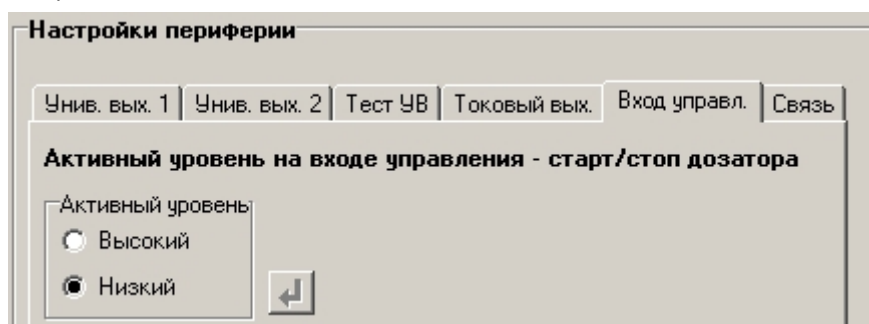 Настройки периферии
Унив. вых. 1 Унив. вых. 2 Тест УВ Токовый вых. Вход управл. Связь
Активный уровень на входе управления - старт/стоп дозатора
Активный уровень
Высокий
Низкий